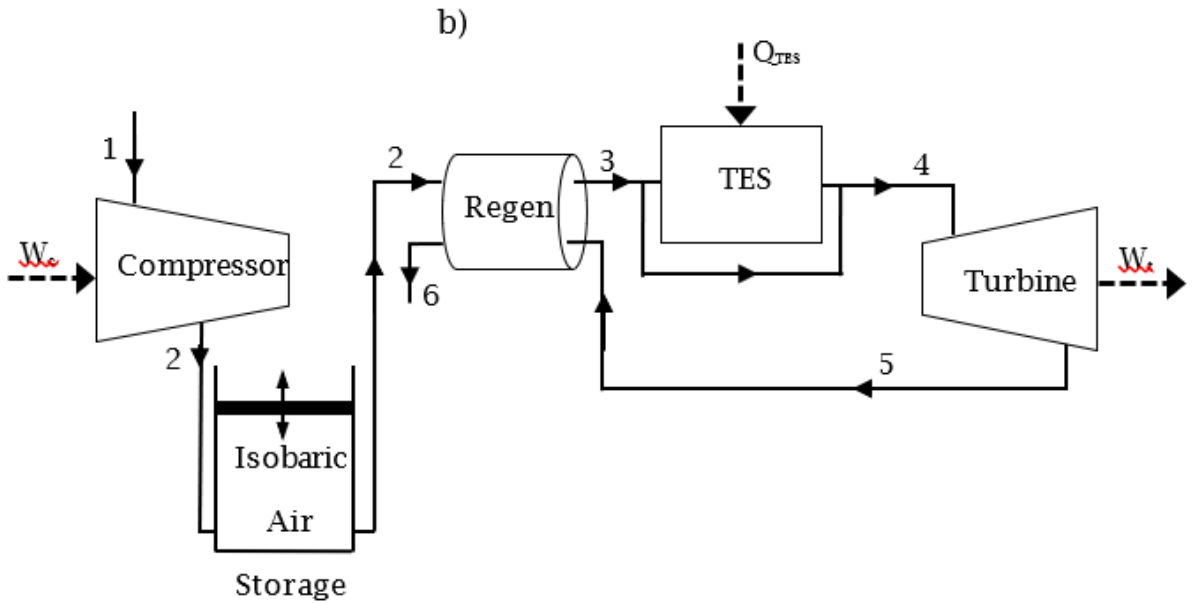 b)
Q_TES
1
2
3
4
Regen
TES
W_c
Compressor
6
Turbine
W_t
2
5
Isobaric
Air
Storage